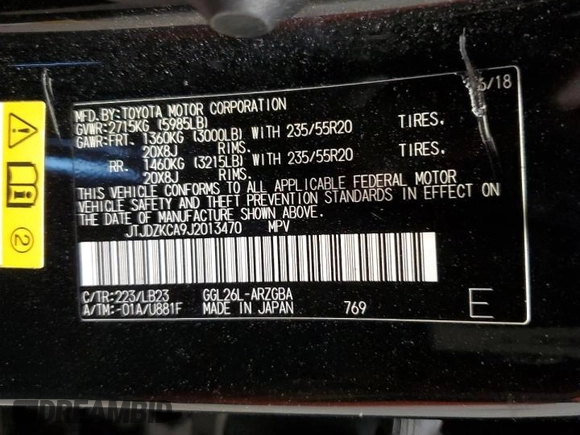 /18
MFD.BY:TOYOTA MOTOR CORPORATION
GVWR:2715KG (5985LB)
GAWR:FRT. 1360KG (3000LB) WITH 235/55R20 TIRES.
20X8J RIMS.
RR. 1460KG (3215LB) WITH 235/55R20 TIRES.
20X8J RIMS.
THIS VEHICLE CONFORMS TO ALL APPLICABLE FEDERAL MOTOR
VEHICLE SAFETY AND THEFT PREVENTION STANDARDS IN EFFECT ON
THE DATE OF MANUFACTURE SHOWN ABOVE.
JTJDZKCA9J2013470 MPV
C/TR:223/LB23 GGL26L-ARZGBA
A/TM:-01A/U881F MADE IN JAPAN 769 E
2
DREAMBID